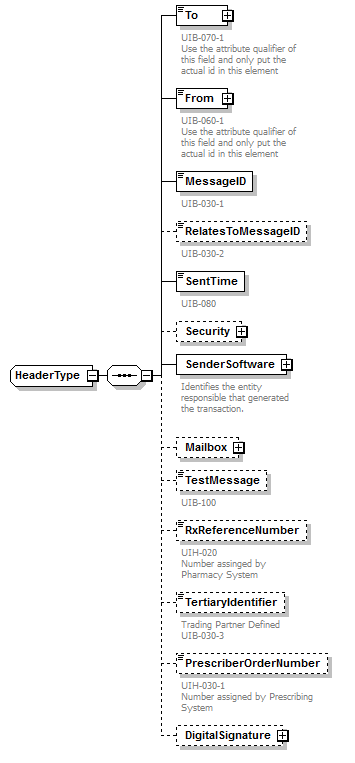 To
UIB-070-1
Use the attribute qualifier of
this field and only put the
actual id in this element
From
UIB-060-1
Use the attribute qualifier of
this field and only put the
actual id in this element
MessageID
UIB-030-1
RelatesToMessageID
UIB-030-2
SentTime
UIB-080
Security
HeaderType
SenderSoftware
Identifies the entity
responsible that generated
the transaction.
Mailbox
TestMessage
UIB-100
RxReferenceNumber
UIH-020
Number assinged by
Pharmacy System
TertiaryIdentifier
Trading Partner Defined
UIB-030-3
PrescriberOrderNumber
UIH-030-1
Number assigned by Prescribing
System
DigitalSignature